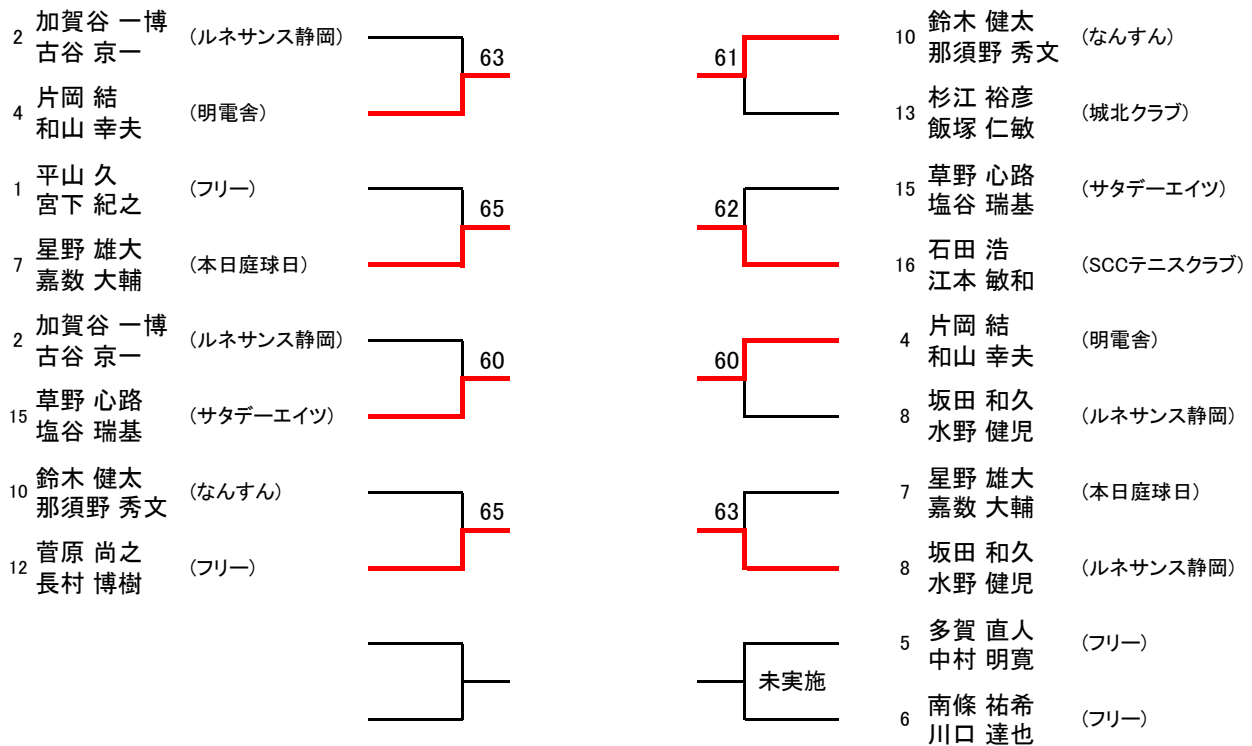 2 加賀谷 一博 (ルネサンス静岡)
古谷 京一
63
4 片岡 結 (明電舎)
和山 幸夫
1 平山 久 (フリー)
宮下 紀之
65
7 星野 雄大 (本日庭球日)
嘉数 大輔
2 加賀谷 一博 (ルネサンス静岡)
古谷 京一
60
15 草野 心路 (サタデーエイツ)
塩谷 瑞基
10 鈴木 健太 (なんすん)
那須野 秀文
65
12 菅原 尚之 (フリー)
長村 博樹
10 鈴木 健太 (なんすん)
那須野 秀文
61
13 杉江 裕彦 (城北クラブ)
飯塚 仁敏
15 草野 心路 (サタデーエイツ)
塩谷 瑞基
62
16 石田 浩 (SCCテニスクラブ)
江本 敏和
4 片岡 結 (明電舎)
和山 幸夫
60
8 坂田 和久 (ルネサンス静岡)
水野 健児
7 星野 雄大 (本日庭球日)
嘉数 大輔
63
8 坂田 和久 (ルネサンス静岡)
水野 健児
5 多賀 直人 (フリー)
中村 明寛
未実施
6 南條 祐希 (フリー)
川口 達也